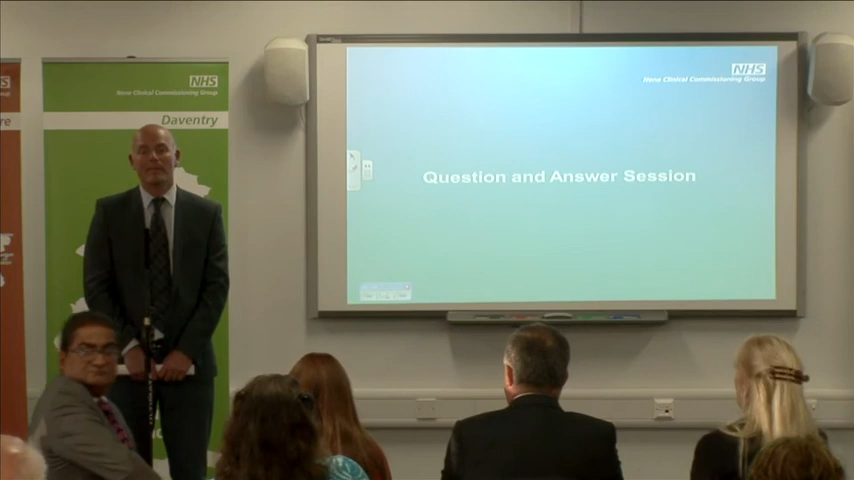 NHS
Nene Clinical Commissioning Group
Daventry
NHS
Nene Clinical Commissioning Group
Question and Answer Session